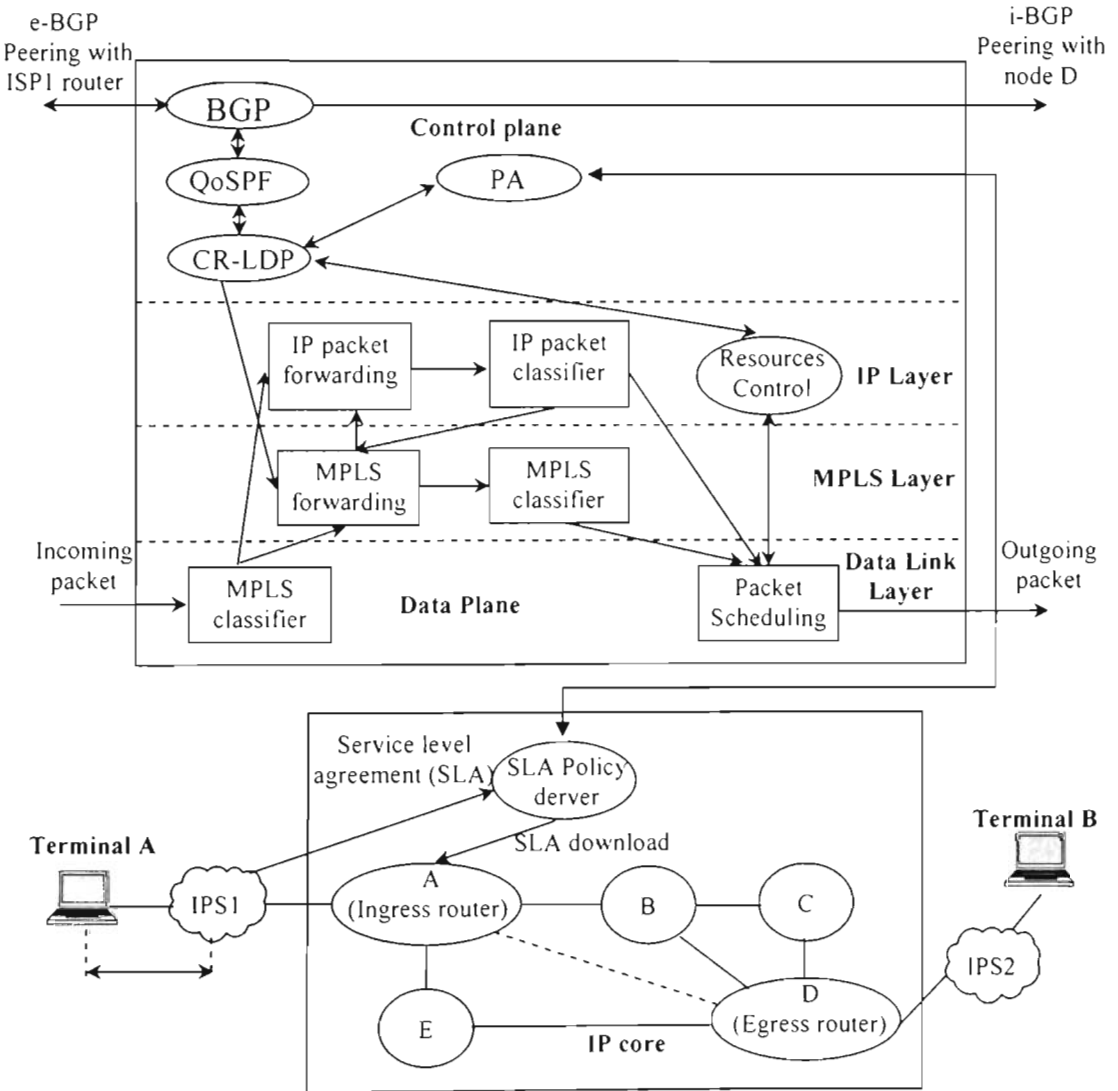 e-BGP
Peering with
ISP1 router
i-BGP
Peering with
node D
BGP
Control plane
QoSPF
PA
CR-LDP
IP packet
forwarding
IP packet
classifier
Resources
Control
IP Layer
MPLS
forwarding
MPLS
classifier
MPLS Layer
Incoming
packet
MPLS
classifier
Data Plane
Packet
Scheduling
Data Link
Layer
Outgoing
packet
Service level
agreement (SLA)
SLA Policy
derver
SLA download
Terminal A
Terminal B
IPS1
A
(Ingress router)
B
C
IPS2
D
(Egress router)
E
IP core